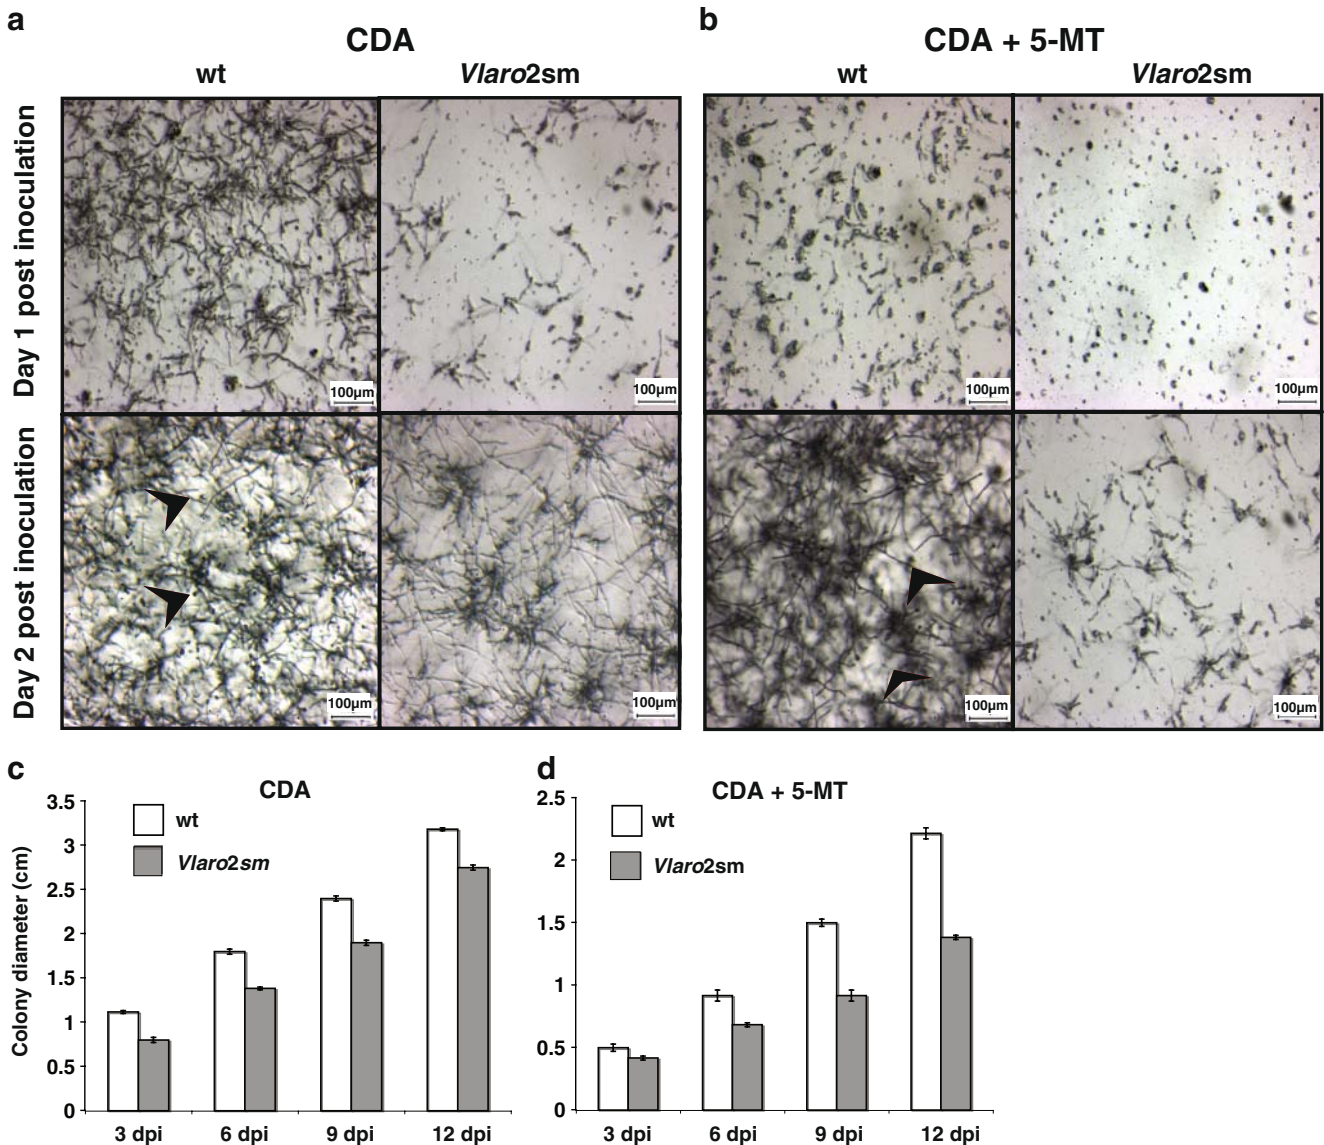 a
b
CDA
CDA + 5-MT
wt
Vlaro2sm
wt
Vlaro2sm
Day 1 post inoculation
100µm
100µm
100µm
100µm
Day 2 post inoculation
100µm
100µm
100µm
100µm
c
CDA
wt
Vlaro2sm
Colony diameter (cm)
3.5
3
2.5
2
1.5
1
0.5
0
3 dpi
6 dpi
9 dpi
12 dpi
d
CDA + 5-MT
wt
Vlaro2sm
2.5
2
1.5
1
0.5
0
3 dpi
6 dpi
9 dpi
12 dpi